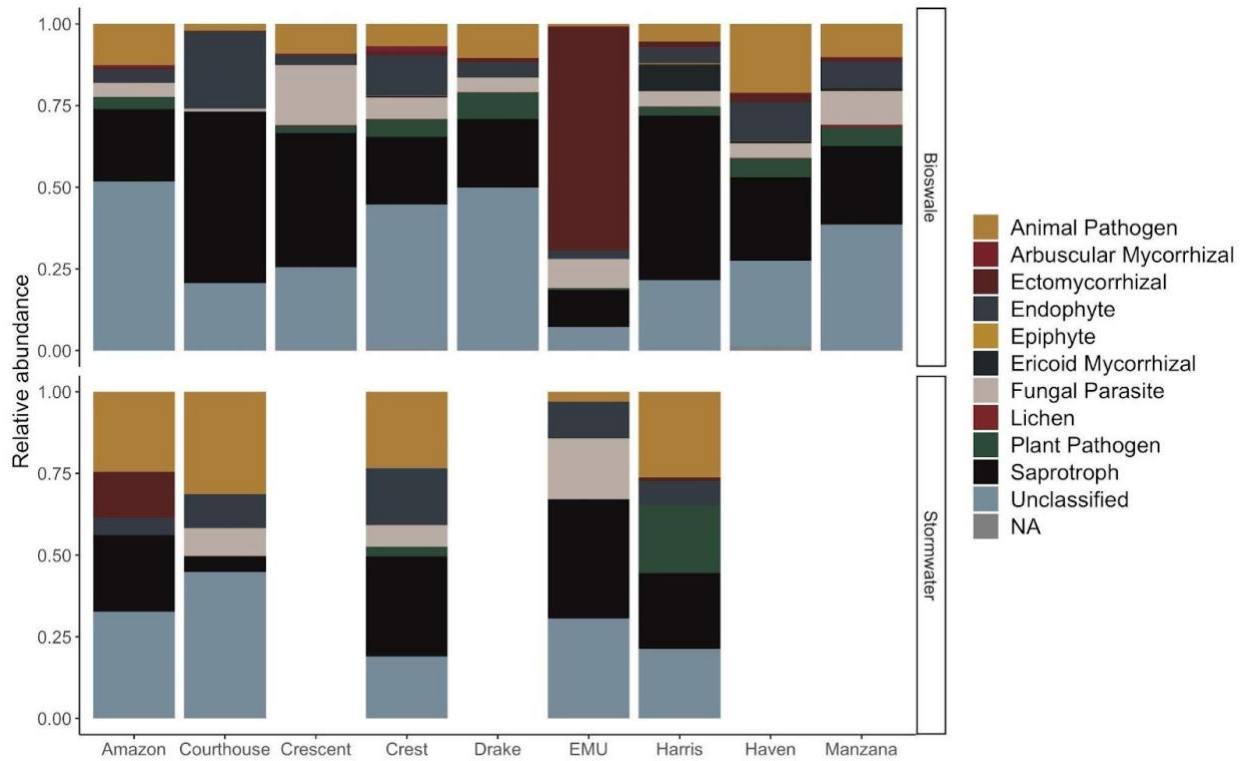 Relative abundance
1.00
0.75
0.50
0.25
0.00
Bioswale
1.00
0.75
0.50
0.25
0.00
Stormwater
Amazon Courthouse Crescent Crest Drake EMU Harris Haven Manzana
Animal Pathogen
Arbuscular Mycorrhizal
Ectomycorrhizal
Endophyte
Epiphyte
Ericoid Mycorrhizal
Fungal Parasite
Lichen
Plant Pathogen
Saprotroph
Unclassified
NA